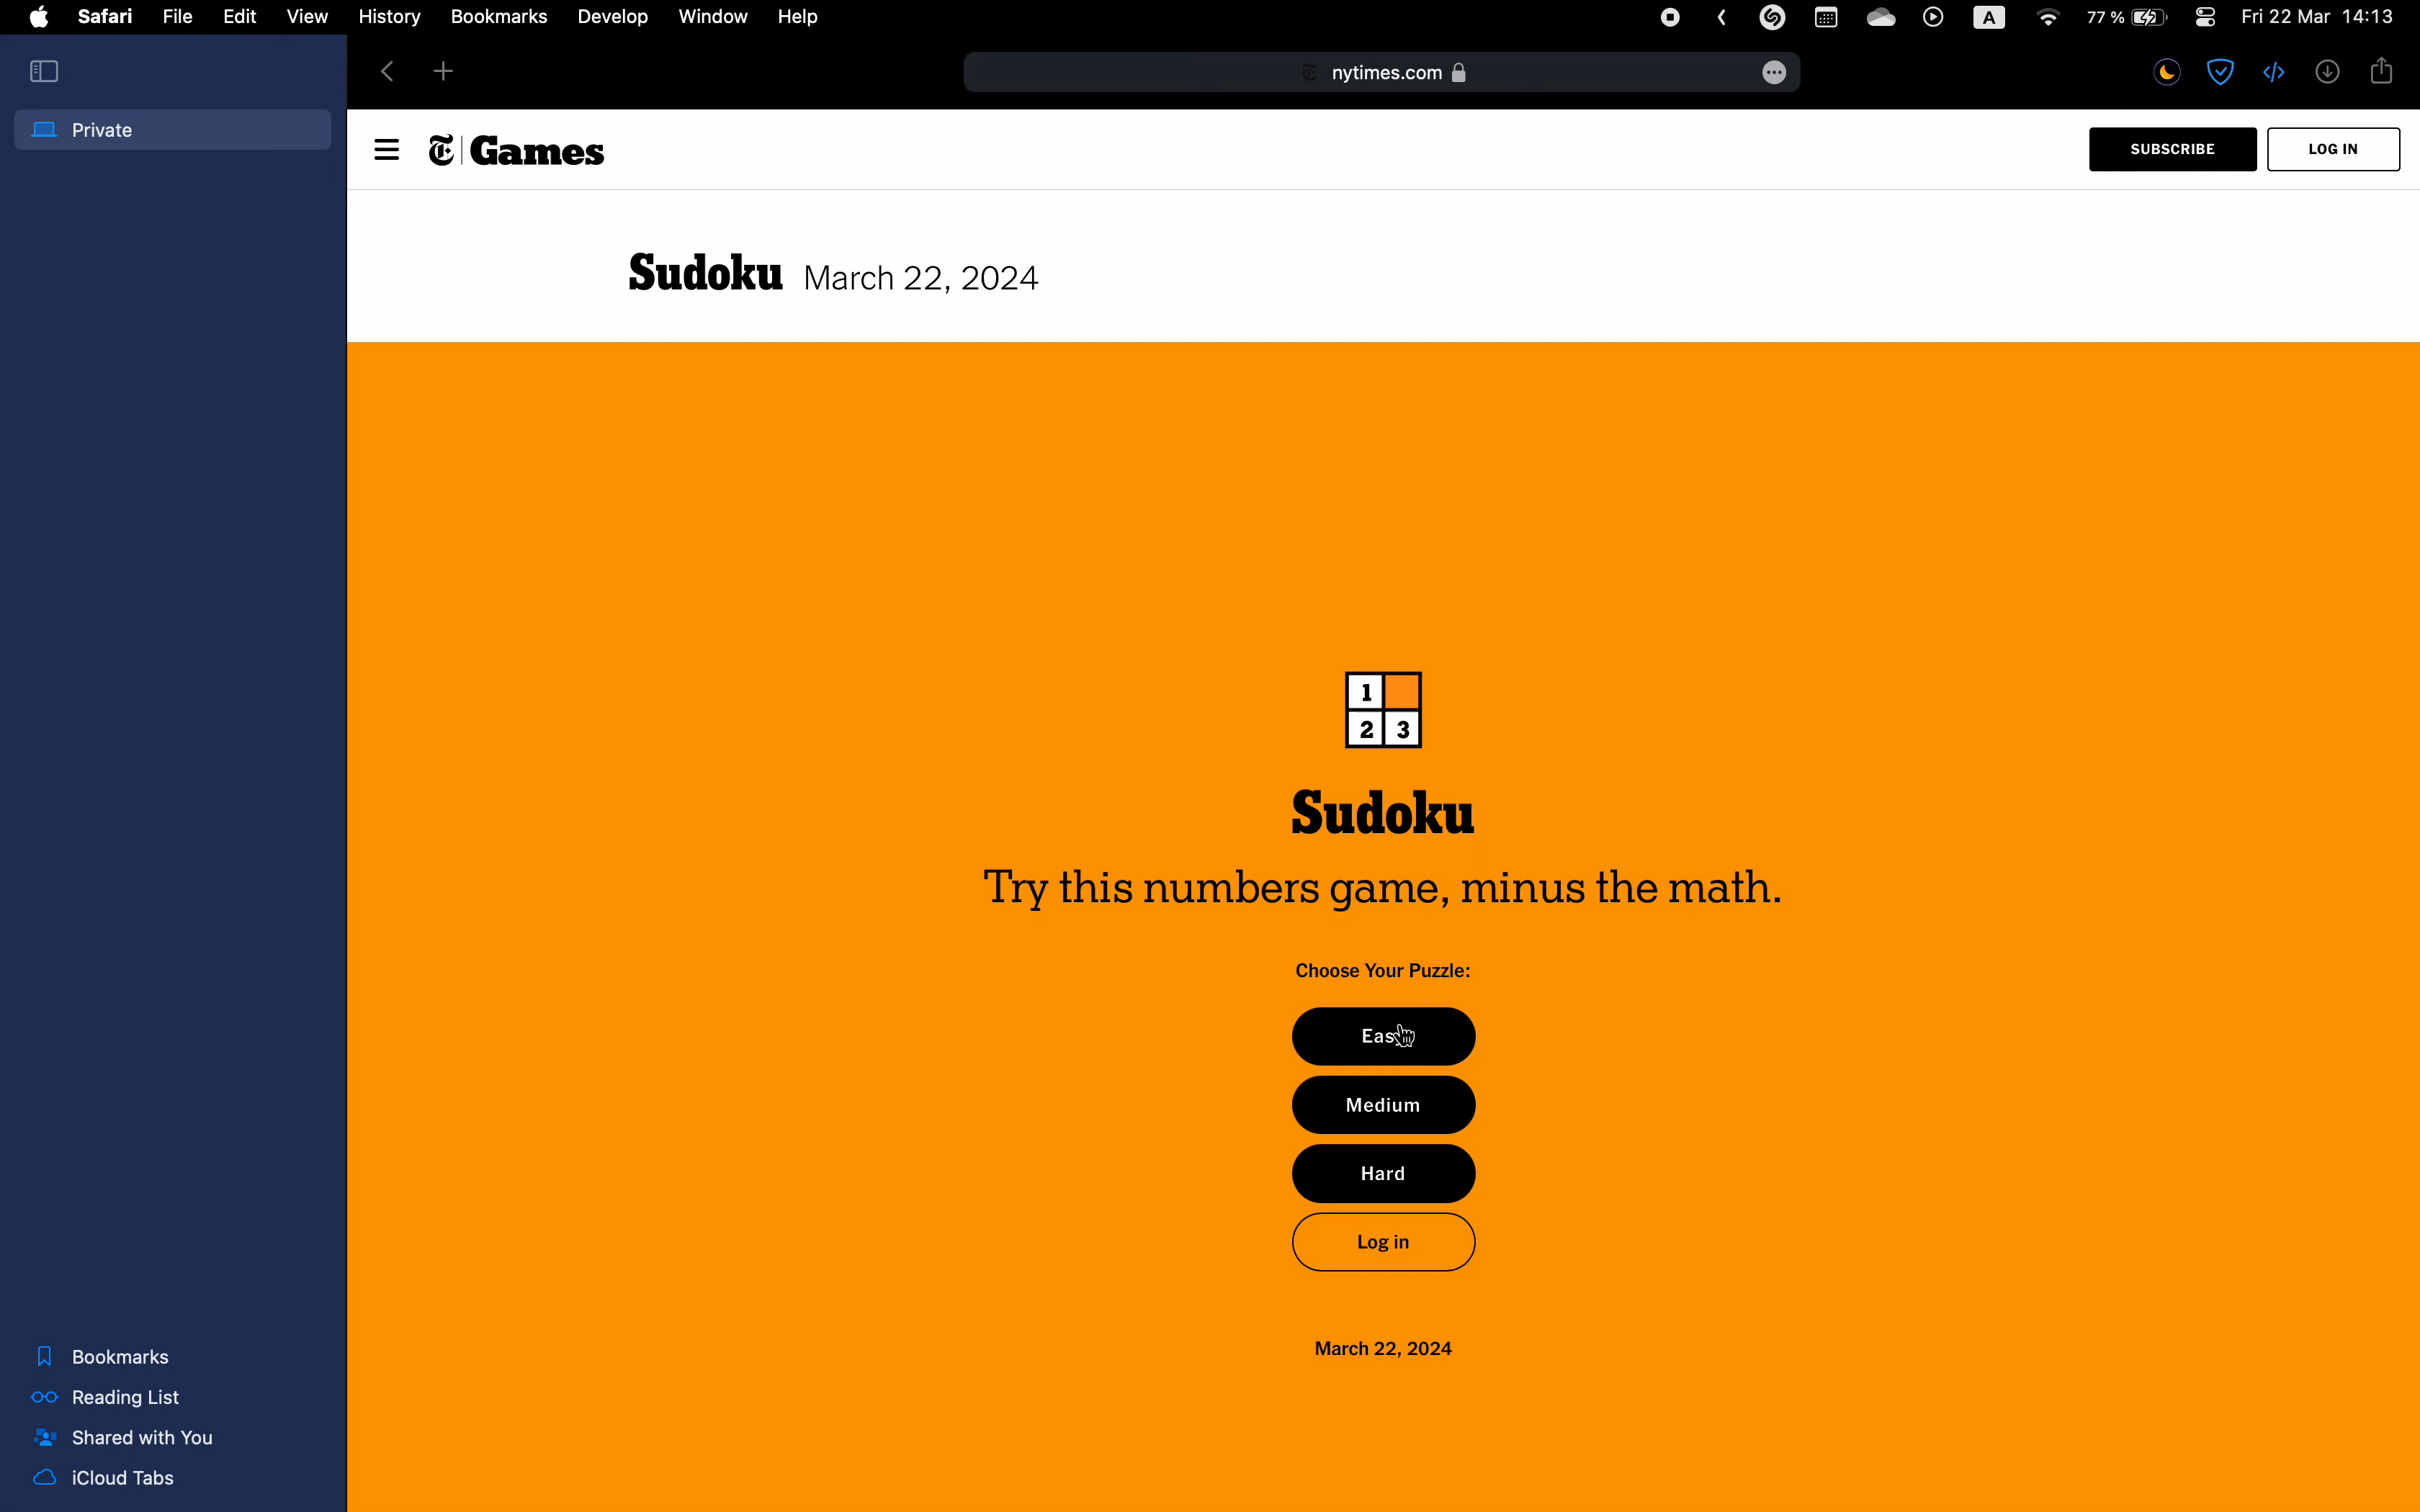 Safari File Edit View History Bookmarks Develop Window Help A 77 % Fri 22 Mar 14:13
nytimes.com
Private
T Games SUBSCRIBE LOG IN
Sudoku March 22, 2024
1
2 3
Sudoku
Try this numbers game, minus the math.
Choose Your Puzzle:
Eas
Medium
Hard
Log in
March 22, 2024
Bookmarks
Reading List
Shared with You
iCloud Tabs